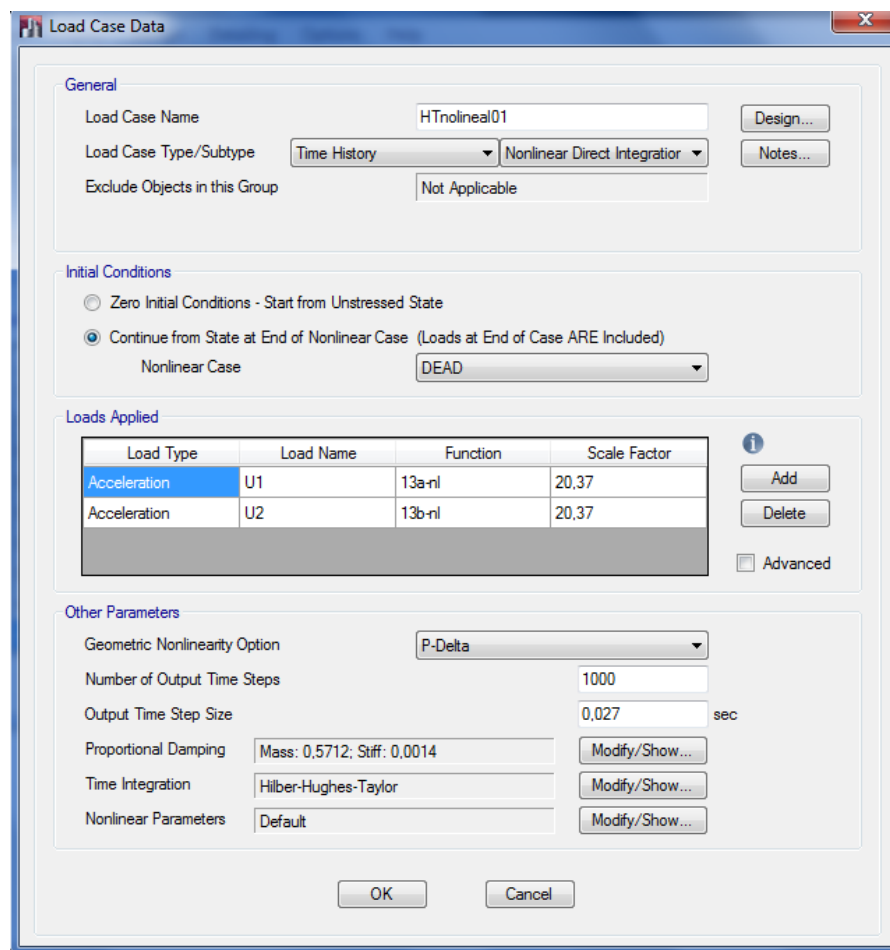 Load Case Data
General
Load Case Name HTnolineal01 Design...
Load Case Type/Subtype Time History Nonlinear Direct Integration Notes...
Exclude Objects in this Group Not Applicable
Initial Conditions
Zero Initial Conditions - Start from Unstressed State
Continue from State at End of Nonlinear Case (Loads at End of Case ARE Included)
Nonlinear Case DEAD
Loads Applied
Load Type Load Name Function Scale Factor
Acceleration U1 13a-nl 20,37 Add
Acceleration U2 13b-nl 20,37 Delete
Advanced
Other Parameters
Geometric Nonlinearity Option P-Delta
Number of Output Time Steps 1000
Output Time Step Size 0,027 sec
Proportional Damping Mass: 0,5712; Stiff: 0,0014 Modify/Show...
Time Integration Hilber-Hughes-Taylor Modify/Show...
Nonlinear Parameters Default Modify/Show...
OK Cancel